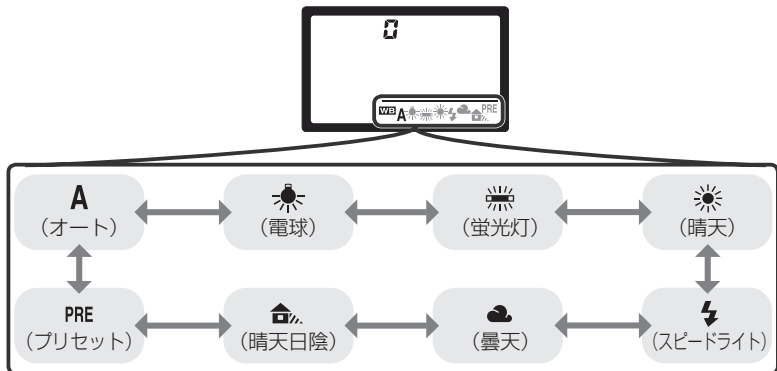 0
WB A PRE
A
(オート)
(電球)
(蛍光灯)
(晴天)
PRE
(プリセット)
(晴天日陰)
(曇天)
(スピードライト)